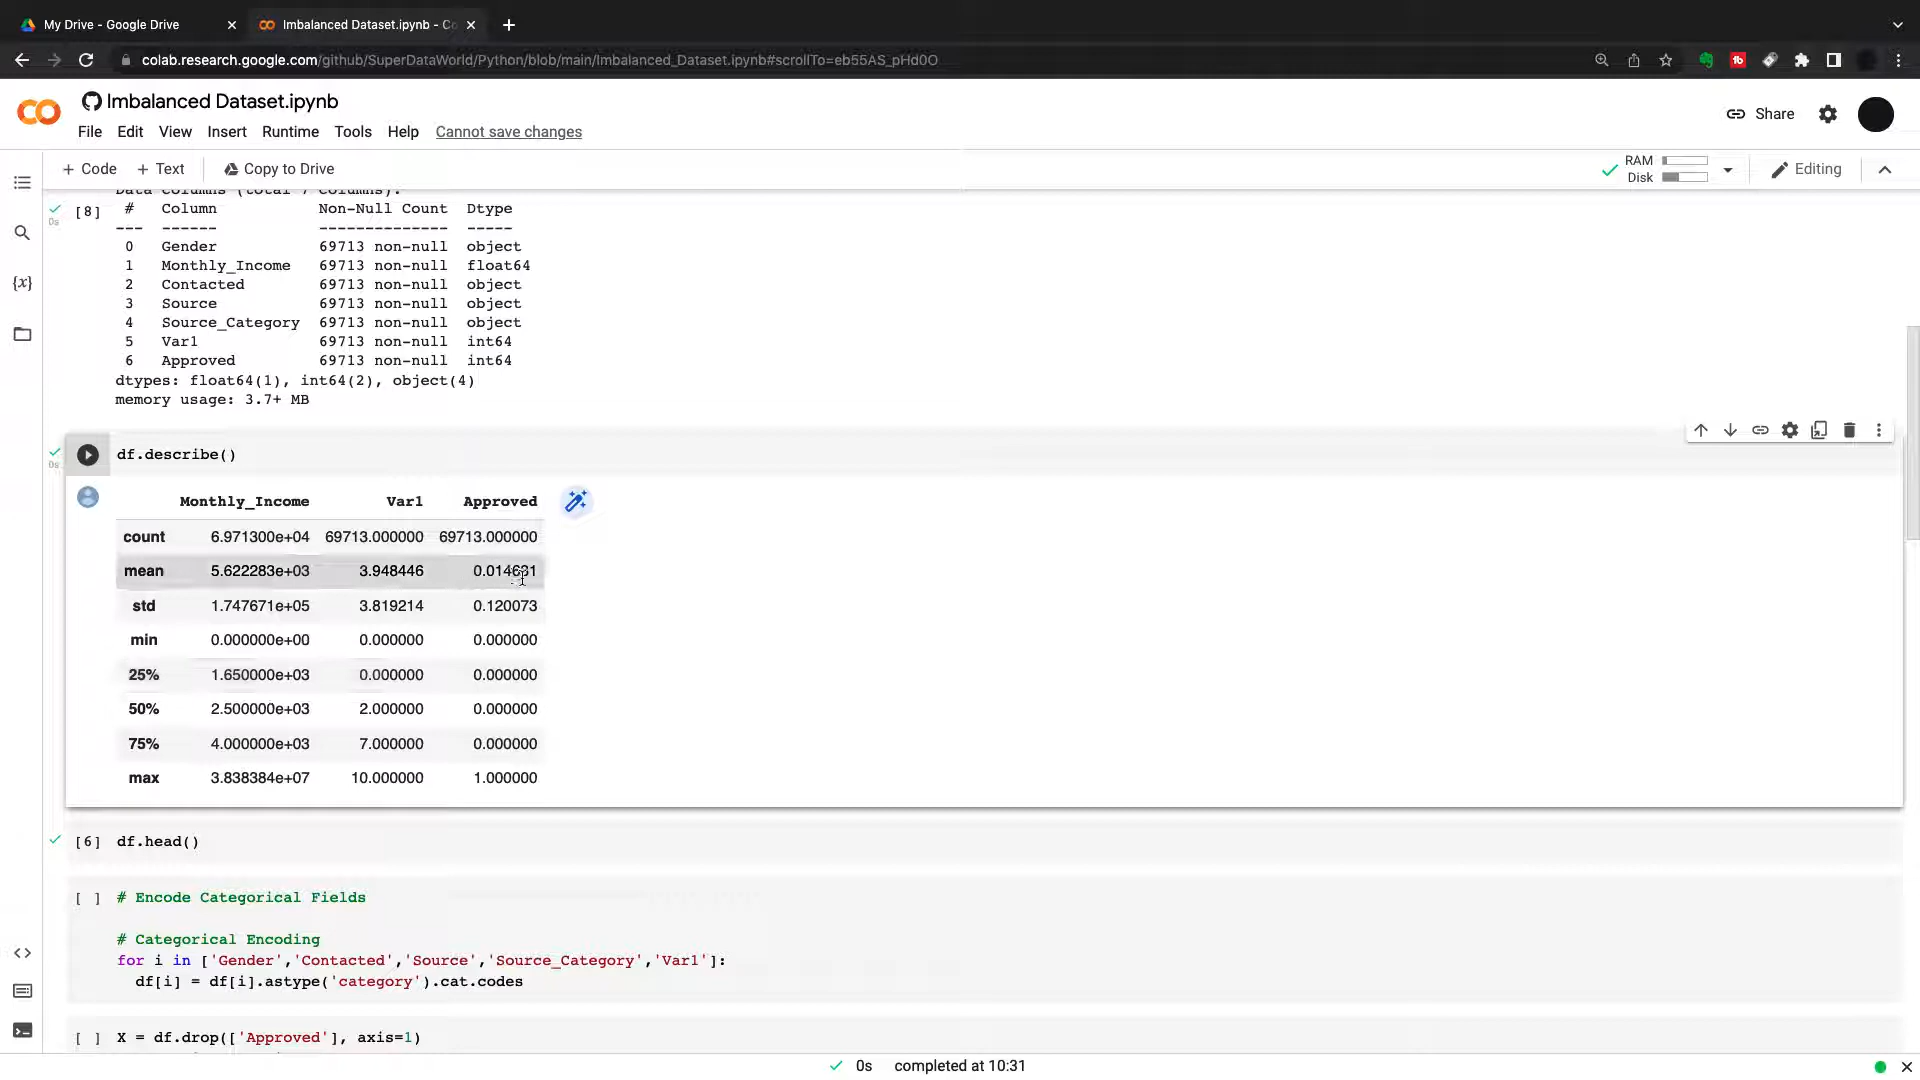 My Drive - Google Drive
Imbalanced Dataset.ipynb - Co
colab.research.google.com/github/SuperDataWorld/Python/blob/main/Imbalanced_Dataset.ipynb#scrollTo=eb55AS_pHd0O
Imbalanced Dataset.ipynb
File Edit View Insert Runtime Tools Help Cannot save changes
Share
+ Code + Text Copy to Drive
RAM
Disk
Editing
Data columns (total 7 columns):
[8] # Column Non-Null Count Dtype
0s
--- ------ -------------- -----
0 Gender 69713 non-null object
1 Monthly_Income 69713 non-null float64
2 Contacted 69713 non-null object
3 Source 69713 non-null object
4 Source_Category 69713 non-null object
5 Var1 69713 non-null int64
6 Approved 69713 non-null int64
dtypes: float64(1), int64(2), object(4)
memory usage: 3.7+ MB
df.describe()
0s
Monthly_Income Var1 Approved
count 6.971300e+04 69713.000000 69713.000000
mean 5.622283e+03 3.948446 0.014631
std 1.747671e+05 3.819214 0.120073
min 0.000000e+00 0.000000 0.000000
25% 1.650000e+03 0.000000 0.000000
50% 2.500000e+03 2.000000 0.000000
75% 4.000000e+03 7.000000 0.000000
max 3.838384e+07 10.000000 1.000000
[6] df.head()
[ ] # Encode Categorical Fields
# Categorical Encoding
for i in ['Gender','Contacted','Source','Source_Category','Var1']:
df[i] = df[i].astype('category').cat.codes
[ ] X = df.drop(['Approved'], axis=1)
0s completed at 10:31